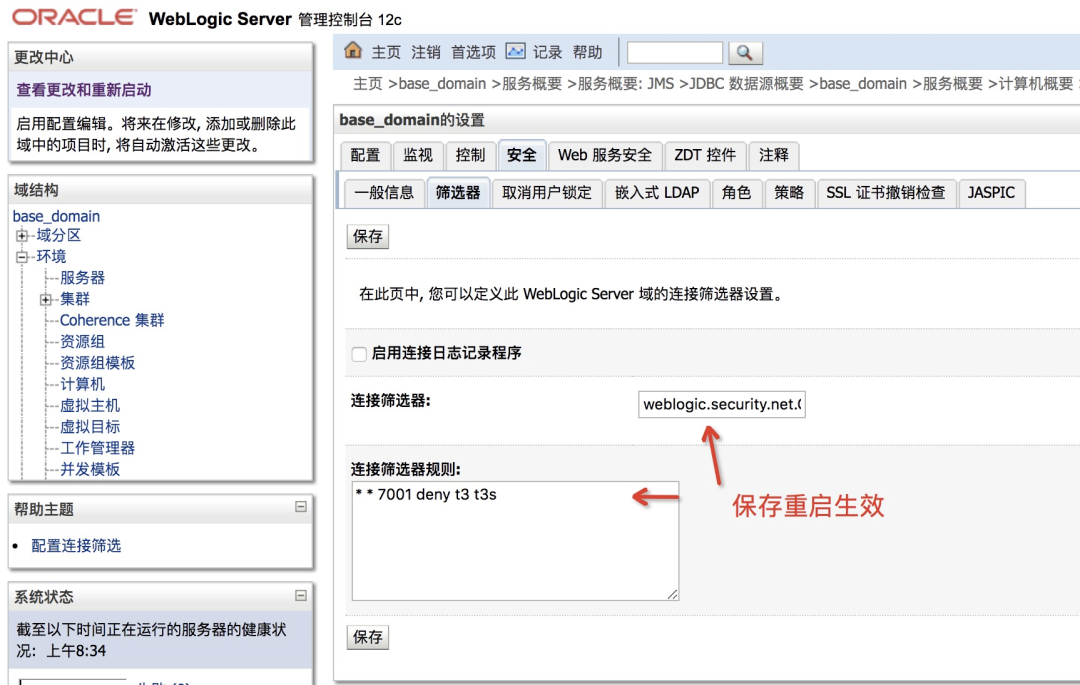 ORACLE WebLogic Server 管理控制台 12c
更改中心
查看更改和重新启动
启用配置编辑。将来在修改, 添加或删除此
域中的项目时, 将自动激活这些更改。
域结构
base_domain
域分区
环境
服务器
集群
Coherence 集群
资源组
资源组模板
计算机
虚拟主机
虚拟目标
工作管理器
并发模板
帮助主题
配置连接筛选
系统状态
截至以下时间正在运行的服务器的健康状
况: 上午8:34
主页 注销 首选项 记录 帮助
主页 >base_domain >服务概要 >服务概要: JMS >JDBC 数据源概要 >base_domain >服务概要 >计算机概要
base_domain的设置
配置 监视 控制 安全 Web 服务安全 ZDT 控件 注释
一般信息 筛选器 取消用户锁定 嵌入式 LDAP 角色 策略 SSL 证书撤销检查 JASPIC
保存
在此页中, 您可以定义此 WebLogic Server 域的连接筛选器设置。
启用连接日志记录程序
连接筛选器:
weblogic.security.net.
连接筛选器规则:
* * 7001 deny t3 t3s
保存重启生效
保存